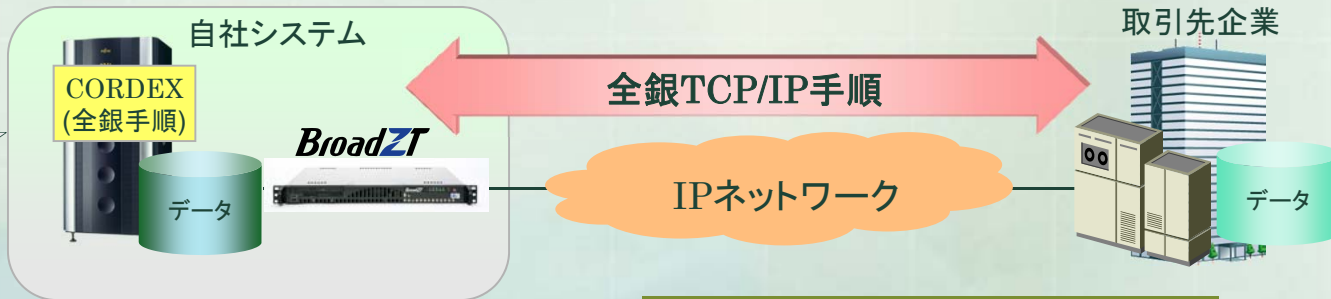 自社システム
取引先企業
CORDEX
(全銀手順)
全銀TCP/IP手順
BroadZT
データ
IPネットワーク
データ